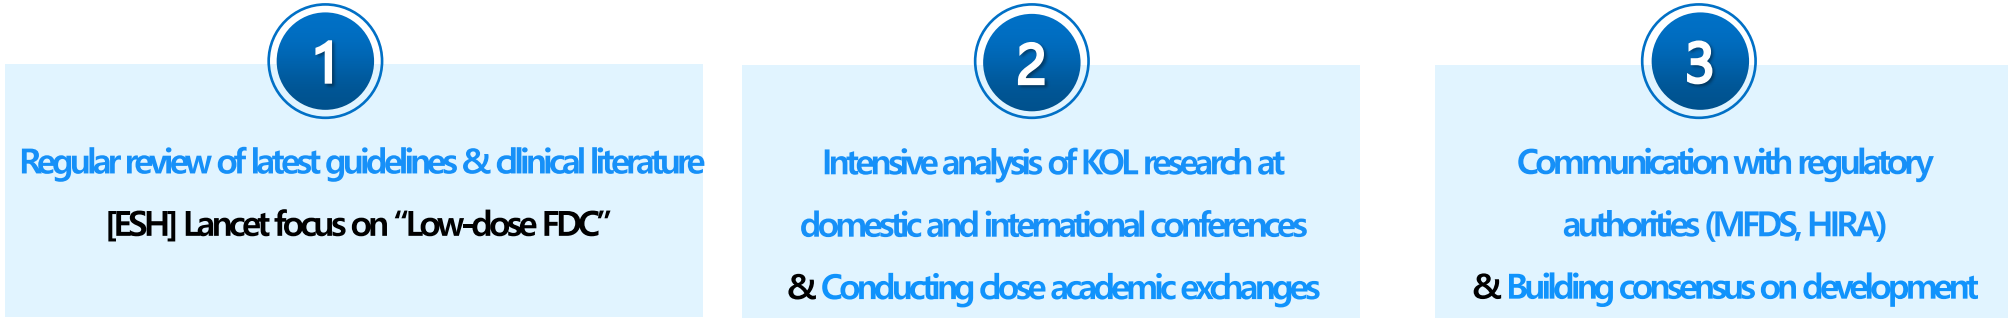 1
Regular review of latest guidelines & clinical literature
[ESH] Lancet focus on “Low-dose FDC”
2
Intensive analysis of KOL research at
domestic and international conferences
& Conducting close academic exchanges
3
Communication with regulatory
authorities (MFDS, HIRA)
& Building consensus on development